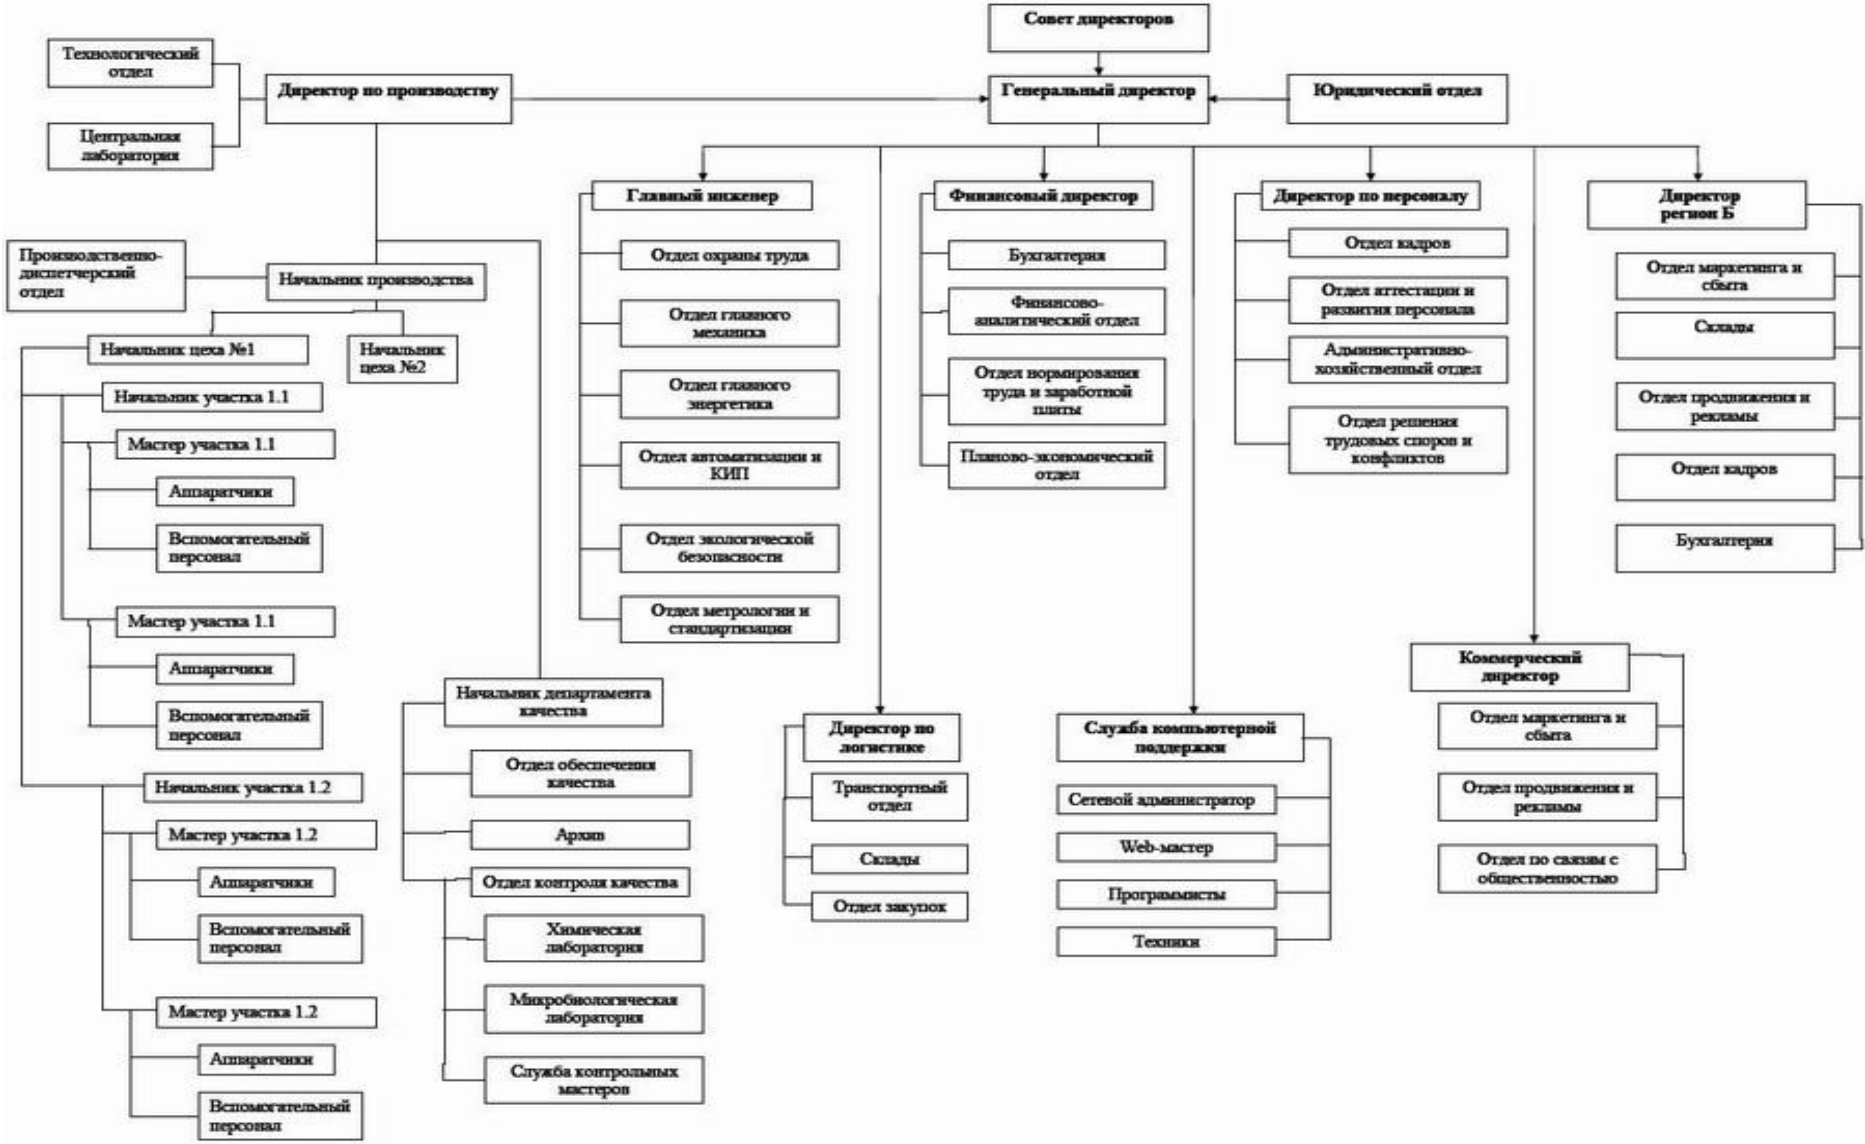 Совет директоров
Технологический
отдел
Директор по производству
Генеральный директор
Юридический отдел
Центральная
лаборатория
Производственно-
диспетчерский
отдел
Начальник производства
Начальник цеха №1
Начальник
цеха №2
Начальник участка 1.1
Мастер участка 1.1
Аппаратчики
Вспомогательный
персонал
Мастер участка 1.1
Аппаратчики
Вспомогательный
персонал
Начальник участка 1.2
Мастер участка 1.2
Аппаратчики
Вспомогательный
персонал
Мастер участка 1.2
Аппаратчики
Вспомогательный
персонал
Начальник департамента
качества
Отдел обеспечения
качества
Архив
Отдел контроля качества
Химическая
лаборатория
Микробиологическая
лаборатория
Служба контрольных
мастеров
Главный инженер
Отдел охраны труда
Отдел главного
механика
Отдел главного
энергетика
Отдел автоматизации и
КИП
Отдел экологической
безопасности
Отдел метрологии и
стандартизации
Директор по
логистике
Транспортный
отдел
Склады
Отдел закупок
Финансовый директор
Бухгалтерия
Финансово-
аналитический отдел
Отдел нормирования
труда и заработной
платы
Планово-экономический
отдел
Служба компьютерной
поддержки
Сетевой администратор
Web-мастер
Программисты
Техники
Директор по персоналу
Отдел кадров
Отдел аттестации и
развития персонала
Административно-
хозяйственный отдел
Отдел решения
трудовых споров и
конфликтов
Коммерческий
директор
Отдел маркетинга и
сбыта
Отдел продвижения и
рекламы
Отдел по связям с
общественностью
Директор
регион Б
Отдел маркетинга и
сбыта
Склады
Отдел продвижения и
рекламы
Отдел кадров
Бухгалтерия